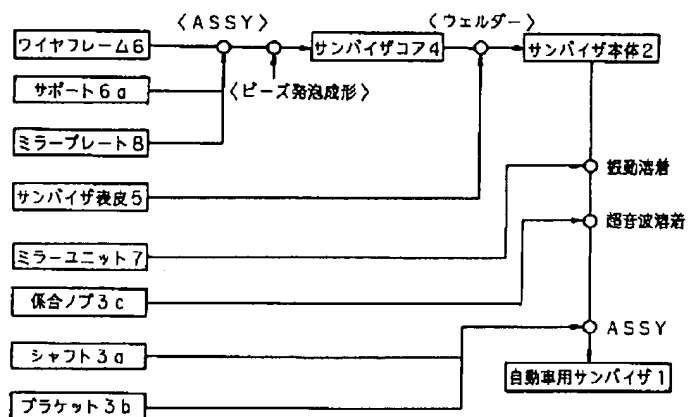 〈ASSY〉
〈ウェルダー〉
ワイヤフレーム6
サンバイザコア4
サンバイザ本体2
サポート6a
〈ビーズ発泡成形〉
ミラープレート8
振動溶着
サンバイザ表皮5
超音波溶着
ミラーユニット7
係合ノブ3c
ASSY
シャフト3a
自動車用サンバイザ1
ブラケット3b